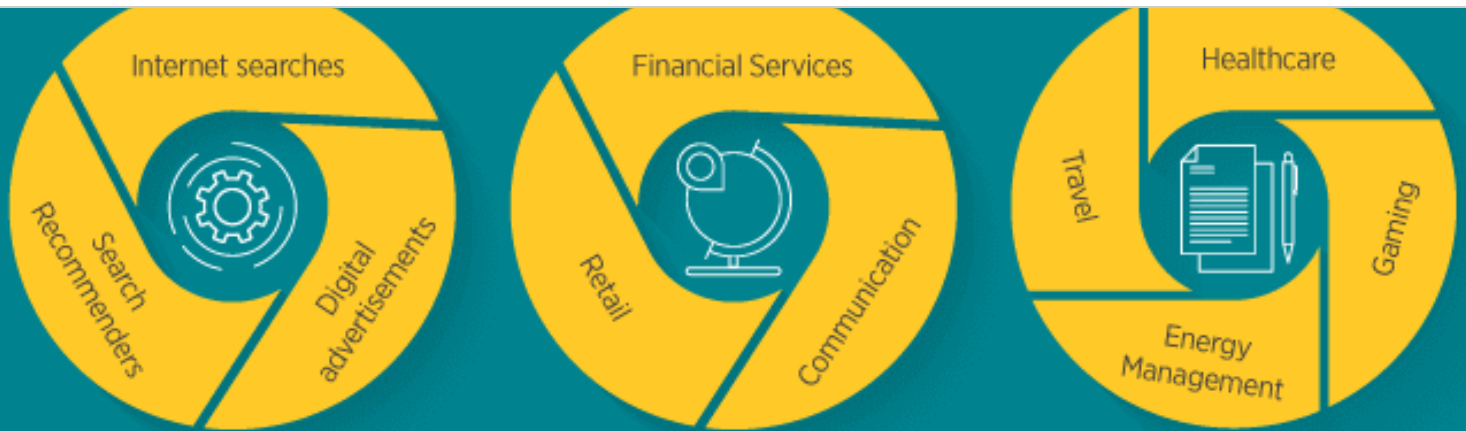 Internet searches
Search
Recommenders
Digital
advertisements
Financial Services
Retail
Communication
Healthcare
Travel
Gaming
Energy
Management